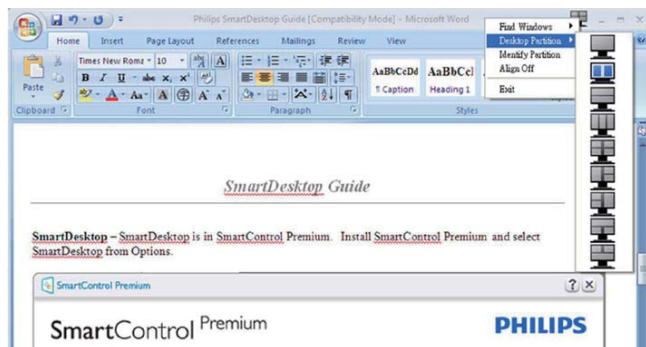 Philips SmartDesktop Guide [Compatibility Mode] - Microsoft Word
Home Insert Page Layout References Mailings Review View
Find Windows
Desktop Partition
Identify Partition
Align Off
Exit
Paste
Times New Roma 10
AaBbCcDd AaBbCcI
¶ Caption Heading 1
Clipboard Font Paragraph Styles
SmartDesktop Guide
SmartDesktop – SmartDesktop is in SmartControl Premium. Install SmartControl Premium and select
SmartDesktop from Options.
SmartControl Premium
SmartControl Premium
PHILIPS